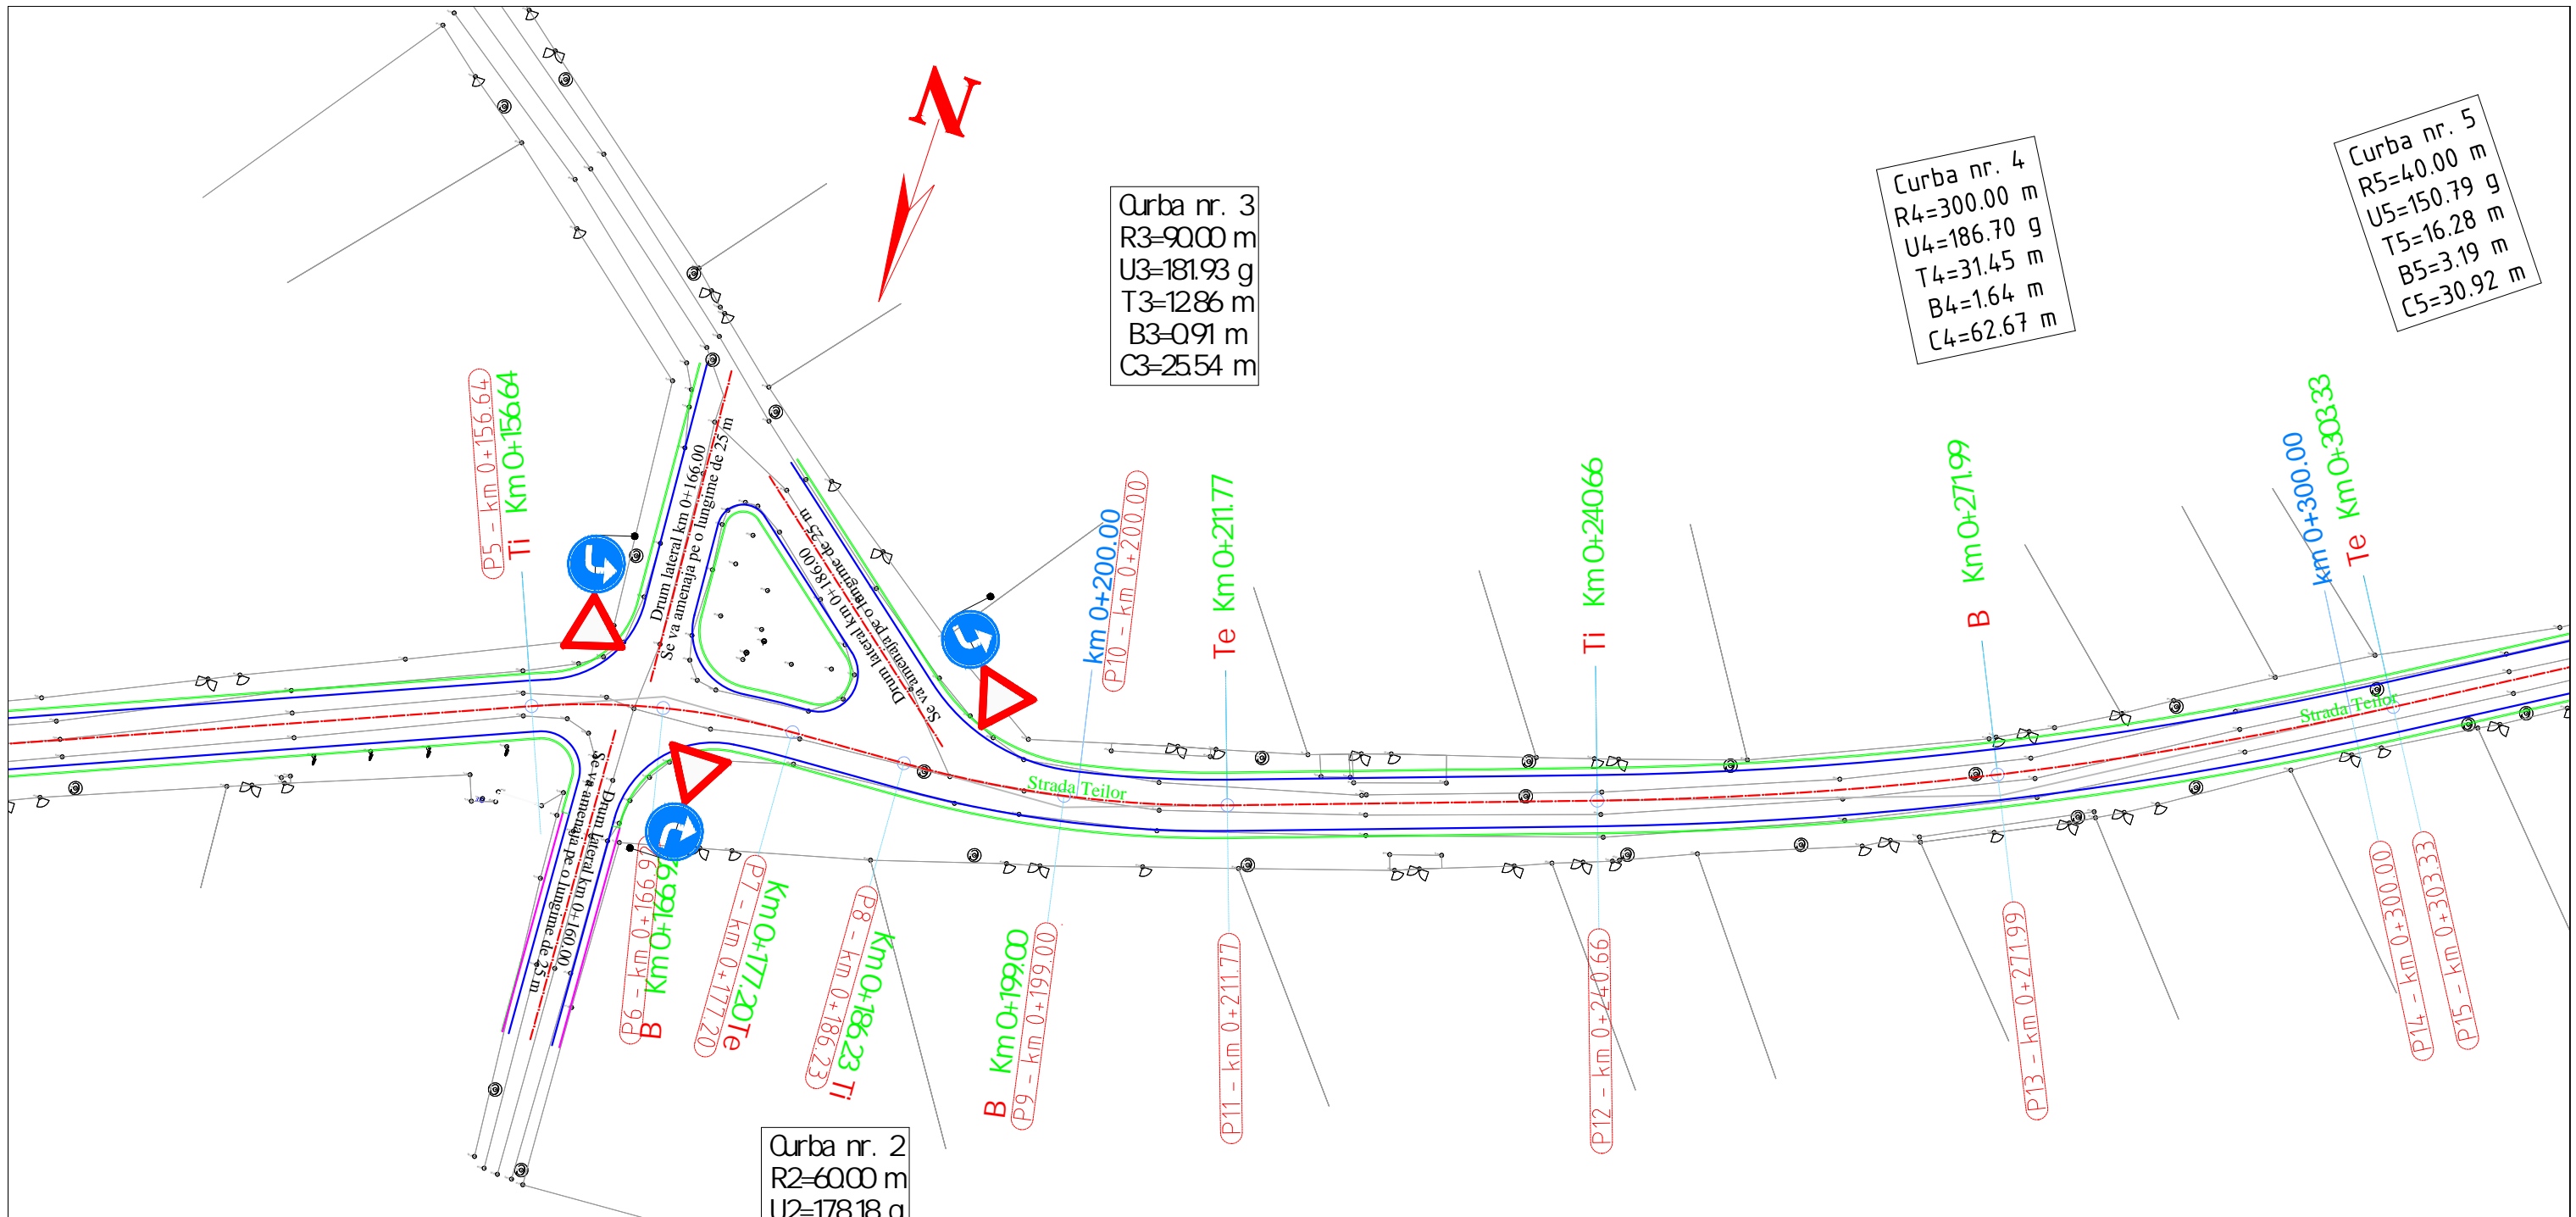 N
Curba nr. 3
R3=90.00 m
U3=181.93 g
T3=12.86 m
B3=0.91 m
C3=25.54 m
Curba nr. 4
R4=300.00 m
U4=186.70 g
T4=31.45 m
B4=1.64 m
C4=62.67 m
Curba nr. 5
R5=40.00 m
U5=150.79 g
T5=16.28 m
B5=3.19 m
C5=30.92 m
P5 - km 0+156.64
Ti Km 0+156.64
Drum lateral km 0+166.00
Se va amenaja pe o lungime de 25 m
Drum lateral km 0+186.00
Se va amenaja pe o lungime de 25 m
km 0+200.00
P10 - km 0+200.00
Te Km 0+211.77
Ti Km 0+240.66
B Km 0+271.99
km 0+300.00
Te Km 0+303.33
Strada Teilor
Strada Teilor
Drum lateral km 0+160.00
Se va amenaja pe o lungime de 25 m
P6 - km 0+166.92
B Km 0+166.92
P7 - km 0+177.20
Km 0+177.20 Te
P8 - km 0+186.23
Km 0+186.23 Ti
B Km 0+199.00
P9 - km 0+199.00
P11 - km 0+211.77
P12 - km 0+240.66
P13 - km 0+271.99
P14 - km 0+300.00
P15 - km 0+303.33
Curba nr. 2
R2=60.00 m
U2=178.18 g